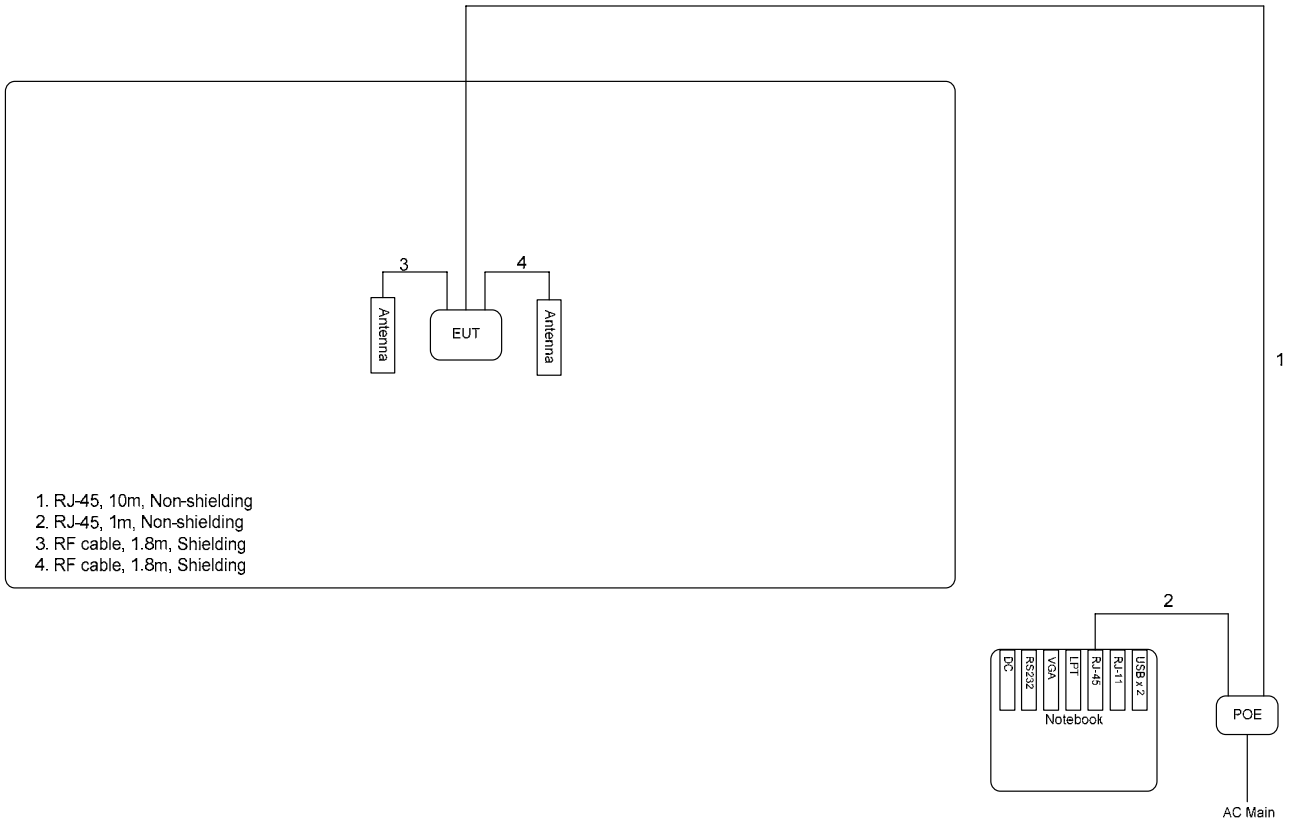 3
4
Antenna
EUT
Antenna
1
1. RJ-45, 10m, Non-shielding
2. RJ-45, 1m, Non-shielding
3. RF cable, 1.8m, Shielding
4. RF cable, 1.8m, Shielding
2
DC
RS232
VGA
LPT
RJ-45
RJ-11
USB x 2
Notebook
POE
AC Main